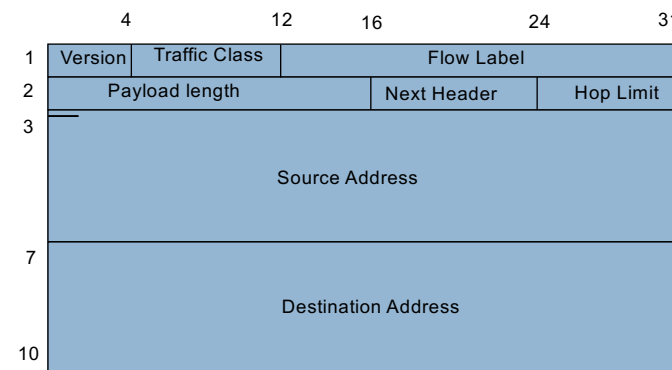 4 12 16 24 31
1 Version Traffic Class Flow Label
2 Payload length Next Header Hop Limit
3
Source Address
7
Destination Address
10